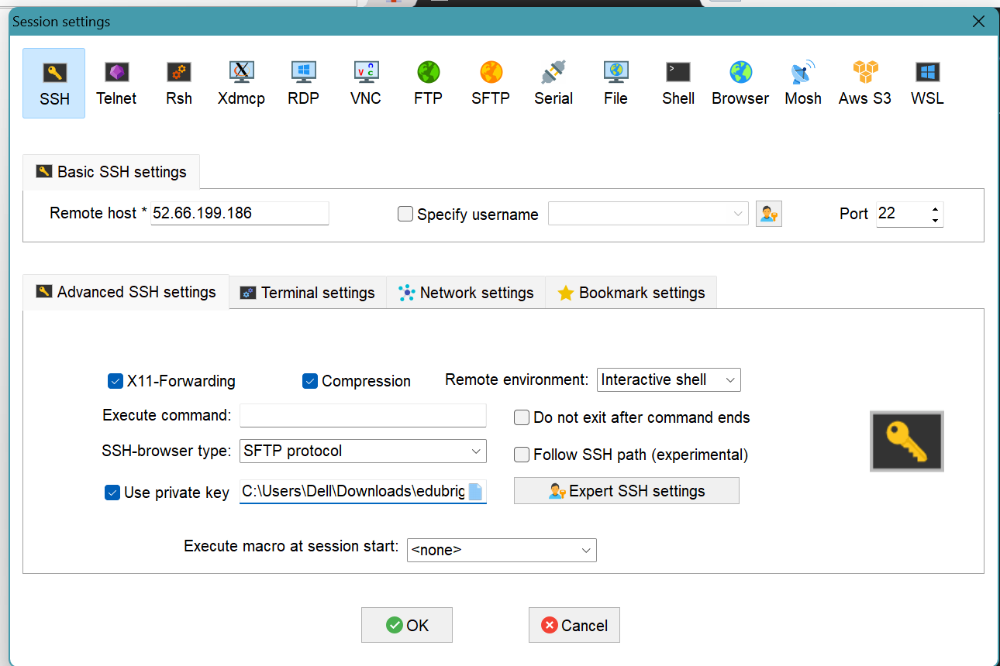 Session settings
SSH Telnet Rsh Xdmcp RDP VNC FTP SFTP Serial File Shell Browser Mosh Aws S3 WSL
Basic SSH settings
Remote host * 52.66.199.186 Specify username Port 22
Advanced SSH settings Terminal settings Network settings Bookmark settings
X11-Forwarding Compression Remote environment: Interactive shell
Execute command: Do not exit after command ends
SSH-browser type: SFTP protocol Follow SSH path (experimental)
Use private key C:\Users\Dell\Downloads\edubrig Expert SSH settings
Execute macro at session start: <none>
OK Cancel